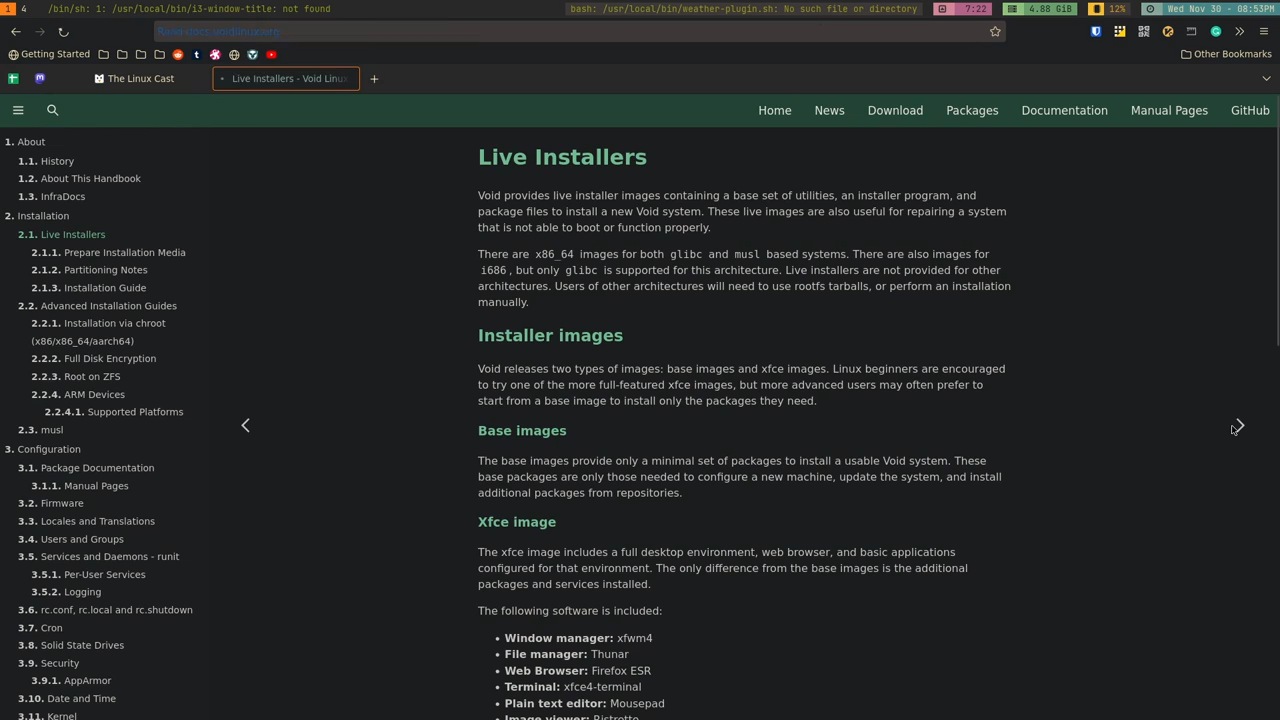 1 4 /bin/sh: 1: /usr/local/bin/i3-window-title: not found bash: /usr/local/bin/weather-plugin.sh: No such file or directory 7:22 4.88 GiB 12% Wed Nov 30 - 08:53PM
Getting Started Other Bookmarks
The Linux Cast Live Installers - Void Linux
Home News Download Packages Documentation Manual Pages GitHub
1. About
1.1. History
1.2. About This Handbook
1.3. InfraDocs
2. Installation
2.1. Live Installers
2.1.1. Prepare Installation Media
2.1.2. Partitioning Notes
2.1.3. Installation Guide
2.2. Advanced Installation Guides
2.2.1. Installation via chroot
(x86/x86_64/aarch64)
2.2.2. Full Disk Encryption
2.2.3. Root on ZFS
2.2.4. ARM Devices
2.2.4.1. Supported Platforms
2.3. musl
3. Configuration
3.1. Package Documentation
3.1.1. Manual Pages
3.2. Firmware
3.3. Locales and Translations
3.4. Users and Groups
3.5. Services and Daemons - runit
3.5.1. Per-User Services
3.5.2. Logging
3.6. rc.conf, rc.local and rc.shutdown
3.7. Cron
3.8. Solid State Drives
3.9. Security
3.9.1. AppArmor
3.10. Date and Time
3.11. Kernel
Live Installers
Void provides live installer images containing a base set of utilities, an installer program, and
package files to install a new Void system. These live images are also useful for repairing a system
that is not able to boot or function properly.
There are x86_64 images for both glibc and musl based systems. There are also images for
i686, but only glibc is supported for this architecture. Live installers are not provided for other
architectures. Users of other architectures will need to use rootfs tarballs, or perform an installation
manually.
Installer images
Void releases two types of images: base images and xfce images. Linux beginners are encouraged
to try one of the more full-featured xfce images, but more advanced users may often prefer to
start from a base image to install only the packages they need.
Base images
The base images provide only a minimal set of packages to install a usable Void system. These
base packages are only those needed to configure a new machine, update the system, and install
additional packages from repositories.
Xfce image
The xfce image includes a full desktop environment, web browser, and basic applications
configured for that environment. The only difference from the base images is the additional
packages and services installed.
The following software is included:
• Window manager: xfwm4
• File manager: Thunar
• Web Browser: Firefox ESR
• Terminal: xfce4-terminal
• Plain text editor: Mousepad
• Image viewer: Ristretto